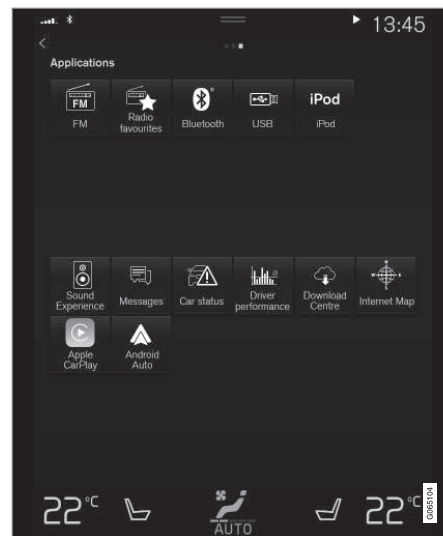 13:45
Applications
FM
FM
Radio
favourites
Bluetooth
USB
iPod
iPod
Sound
Experience
Messages
Car status
Driver
performance
Download
Centre
Internet Map
Apple
CarPlay
Android
Auto
22°C
AUTO
22°C
G065104